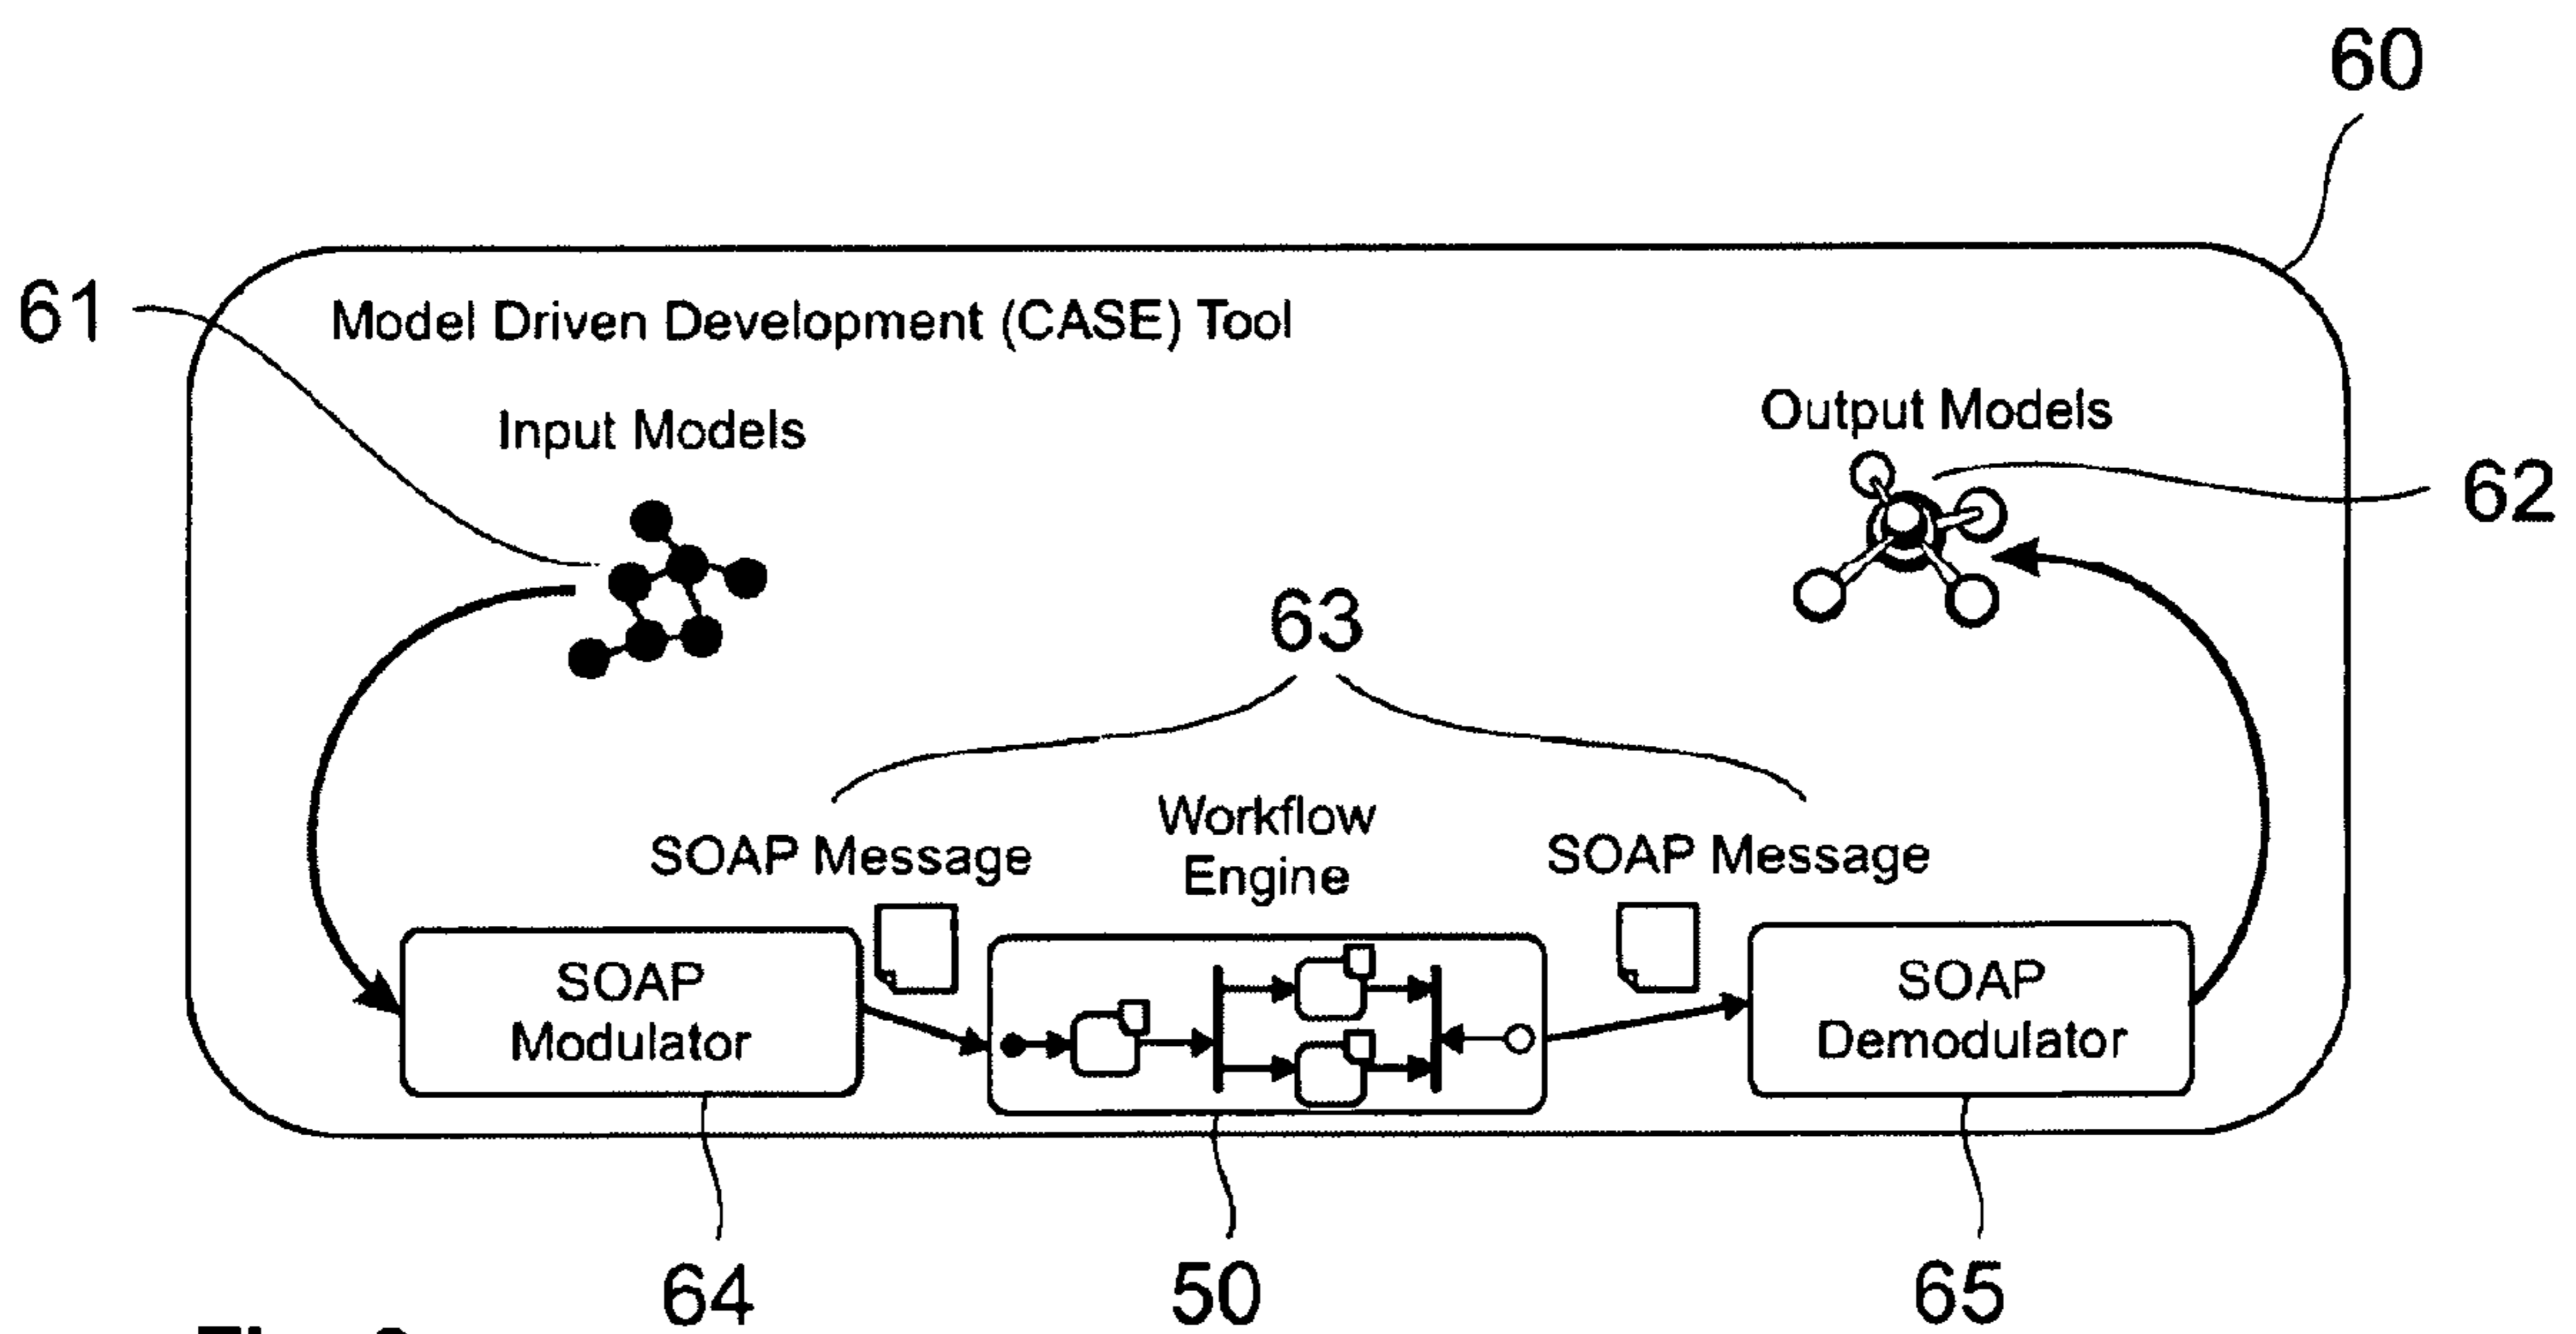 60
61
Model Driven Development (CASE) Tool
Input Models
Output Models
62
63
SOAP Message
Workflow
Engine
SOAP Message
SOAP
Modulator
SOAP
Demodulator
64
50
65